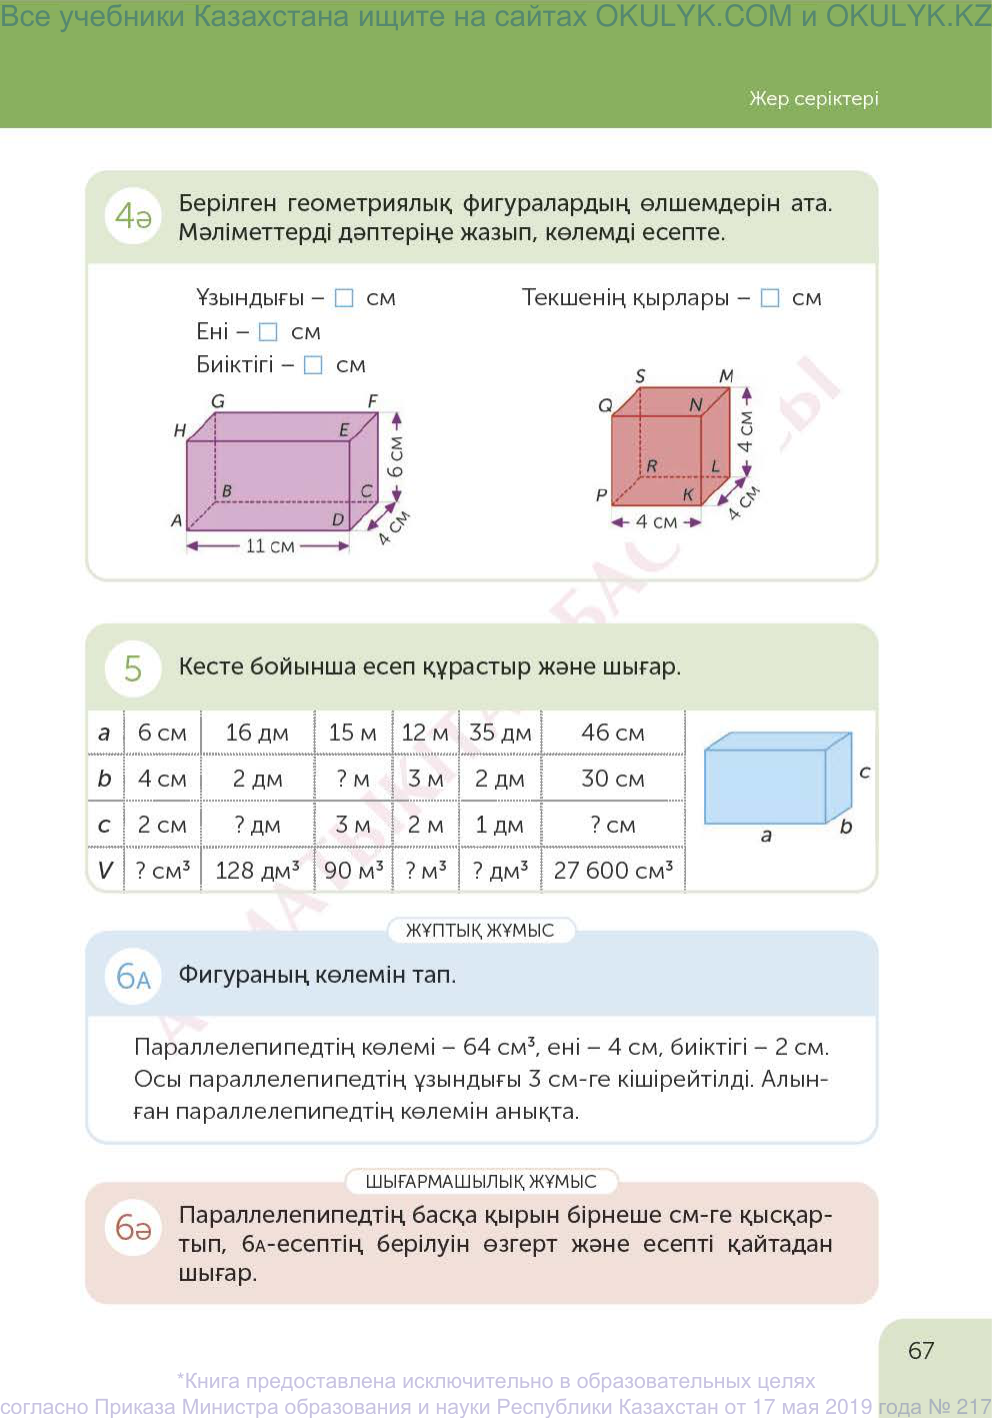 Все учебники Казахстана ищите на сайтах OKULYK.COM и OKULYK.KZ
Жер серіктері
4ә
Берілген геометриялық фигуралардың өлшемдерін ата.
Мәліметтерді дәптеріңе жазып, көлемді есепте.
Ұзындығы – □ см
Ені – □ см
Биіктігі – □ см
Текшенің қырлары – □ см
G F
H E
B C
A D
6 см
4 см
11 см
S M
Q N
R L
P K
4 см
4 см
4 см
5
Кесте бойынша есеп құрастыр және шығар.
a 6 см 16 дм 15 м 12 м 35 дм 46 см
b 4 см 2 дм ? м 3 м 2 дм 30 см
c 2 см ? дм 3 м 2 м 1 дм ? см
V ? см³ 128 дм³ 90 м³ ? м³ ? дм³ 27 600 см³
c
b
a
ЖҰПТЫҚ ЖҰМЫС
6А
Фигураның көлемін тап.
Параллелепипедтің көлемі – 64 см³, ені – 4 см, биіктігі – 2 см.
Осы параллелепипедтің ұзындығы 3 см-ге кішірейтілді. Алын-
ған параллелепипедтің көлемін анықта.
ШЫҒАРМАШЫЛЫҚ ЖҰМЫС
6ә
Параллелепипедтің басқа қырын бірнеше см-ге қысқар-
тып, 6А-есептің берілуін өзгерт және есепті қайтадан
шығар.
67
*Книга предоставлена исключительно в образовательных целях
согласно Приказа Министра образования и науки Республики Казахстан от 17 мая 2019 года № 217